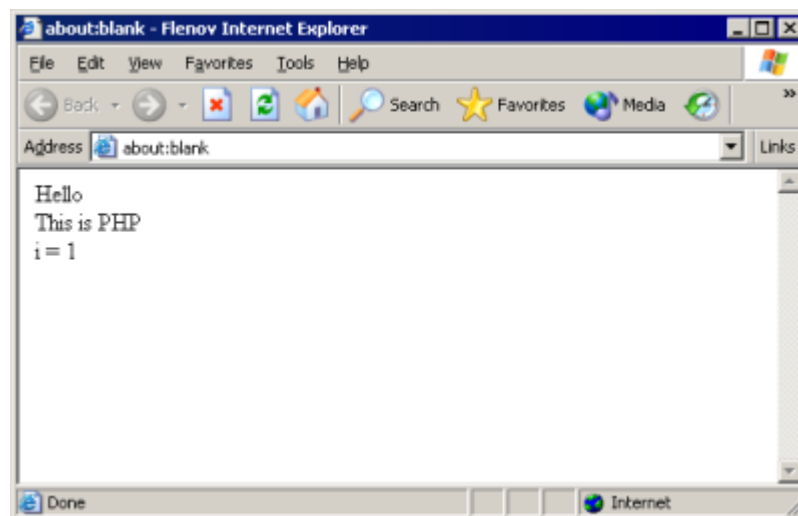 about:blank - Flenov Internet Explorer
File Edit View Favorites Tools Help
Back Search Favorites Media »
Address about:blank Links
Hello
This is PHP
i = 1
Done Internet